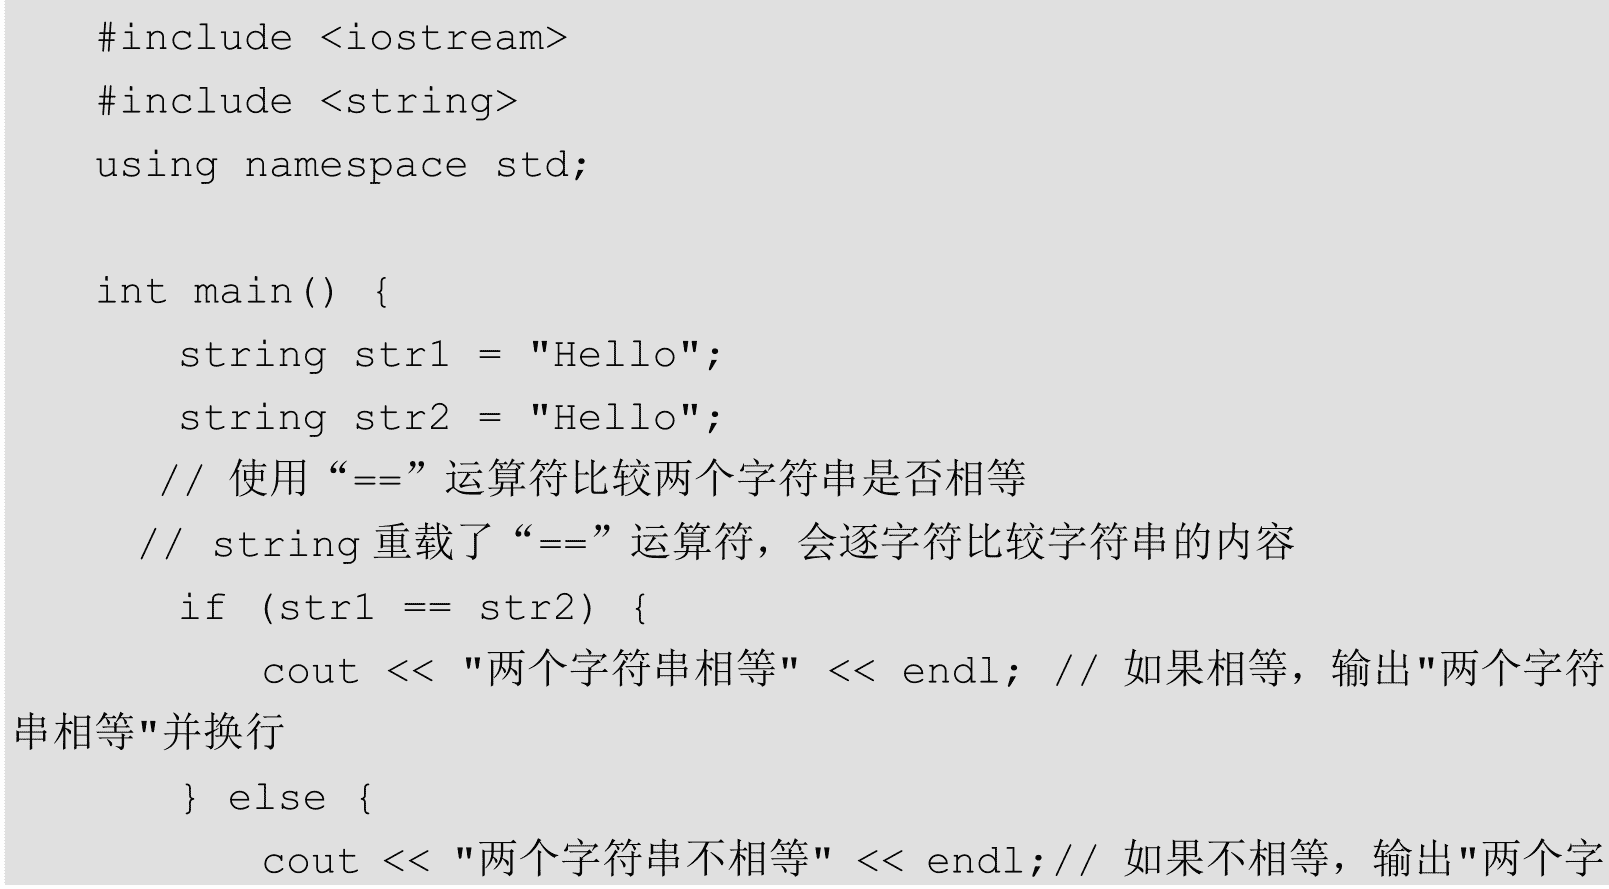 #include <iostream>
#include <string>
using namespace std;
int main() {
string str1 = "Hello";
string str2 = "Hello";
// 使用“==”运算符比较两个字符串是否相等
// string 重载了“==”运算符，会逐字符比较字符串的内容
if (str1 == str2) {
cout << "两个字符串相等" << endl; // 如果相等，输出"两个字符
串相等"并换行
} else {
cout << "两个字符串不相等" << endl;// 如果不相等，输出"两个字